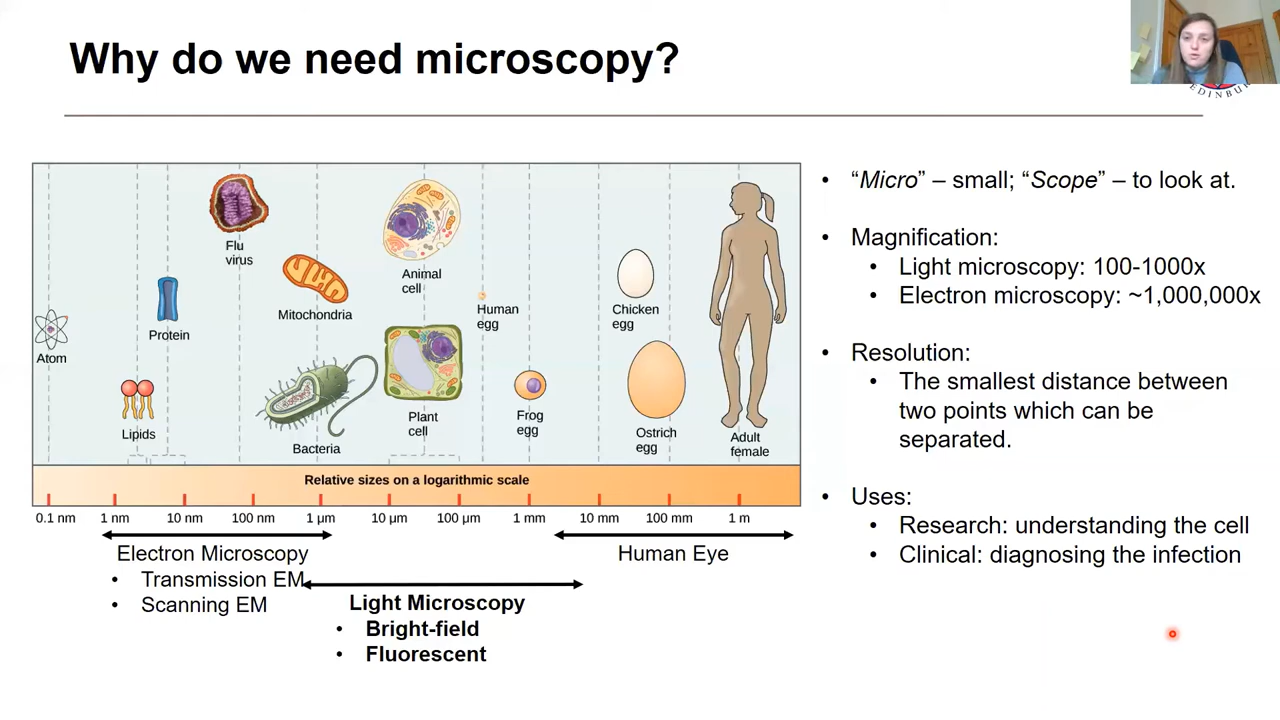 Why do we need microscopy?
EDINBUR
Flu
virus
Animal
cell
Mitochondria
Human
egg
Chicken
egg
Protein
Atom
Lipids
Bacteria
Plant
cell
Frog
egg
Ostrich
egg
Adult
female
Relative sizes on a logarithmic scale
0.1 nm 1 nm 10 nm 100 nm 1 μm 10 μm 100 μm 1 mm 10 mm 100 mm 1 m
Electron Microscopy
• Transmission EM
• Scanning EM
Light Microscopy
• Bright-field
• Fluorescent
Human Eye
• “Micro” – small; “Scope” – to look at.
• Magnification:
• Light microscopy: 100-1000x
• Electron microscopy: ~1,000,000x
• Resolution:
• The smallest distance between
two points which can be
separated.
• Uses:
• Research: understanding the cell
• Clinical: diagnosing the infection